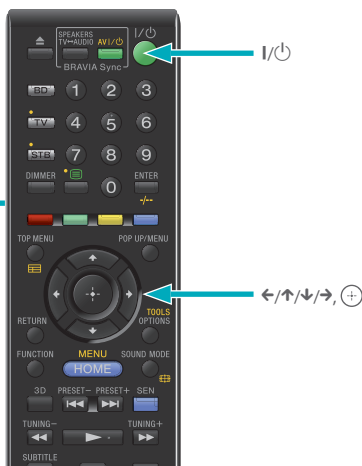 SPEAKERS
TV↔AUDIO AV I/⏻ I/⏻
BRAVIA Sync
I/⏻
BD 1 2 3
TV 4 5 6
STB 7 8 9
DIMMER 0 ENTER
-/--
TOP MENU POP UP/MENU
←/↑/↓/→,
TOOLS
RETURN OPTIONS
FUNCTION MENU SOUND MODE
HOME
3D PRESET– PRESET+ SEN
TUNING– TUNING+
SUBTITLE